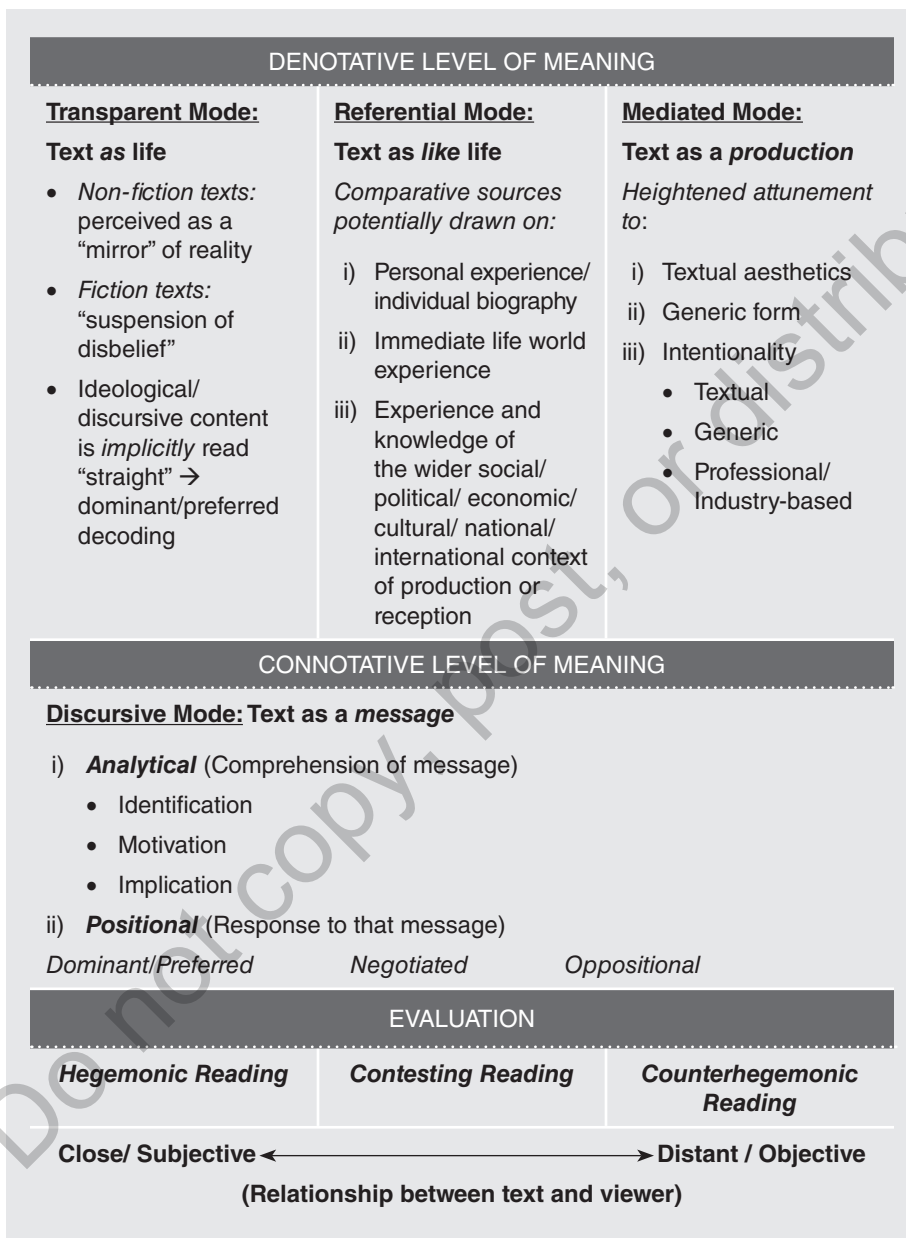 DENOTATIVE LEVEL OF MEANING
Transparent Mode:
Text as life
• Non-fiction texts:
perceived as a
“mirror” of reality
• Fiction texts:
“suspension of
disbelief”
• Ideological/
discursive content
is implicitly read
“straight” →
dominant/preferred
decoding
Referential Mode:
Text as like life
Comparative sources
potentially drawn on:
i) Personal experience/
individual biography
ii) Immediate life world
experience
iii) Experience and
knowledge of
the wider social/
political/ economic/
cultural/ national/
international context
of production or
reception
Mediated Mode:
Text as a production
Heightened attunement
to:
i) Textual aesthetics
ii) Generic form
iii) Intentionality
• Textual
• Generic
• Professional/
Industry-based
CONNOTATIVE LEVEL OF MEANING
Discursive Mode: Text as a message
i) Analytical (Comprehension of message)
• Identification
• Motivation
• Implication
ii) Positional (Response to that message)
Dominant/Preferred Negotiated Oppositional
EVALUATION
Hegemonic Reading
Contesting Reading
Counterhegemonic
Reading
Close/ Subjective ↔ Distant / Objective
(Relationship between text and viewer)
Do not copy, post, or distrib